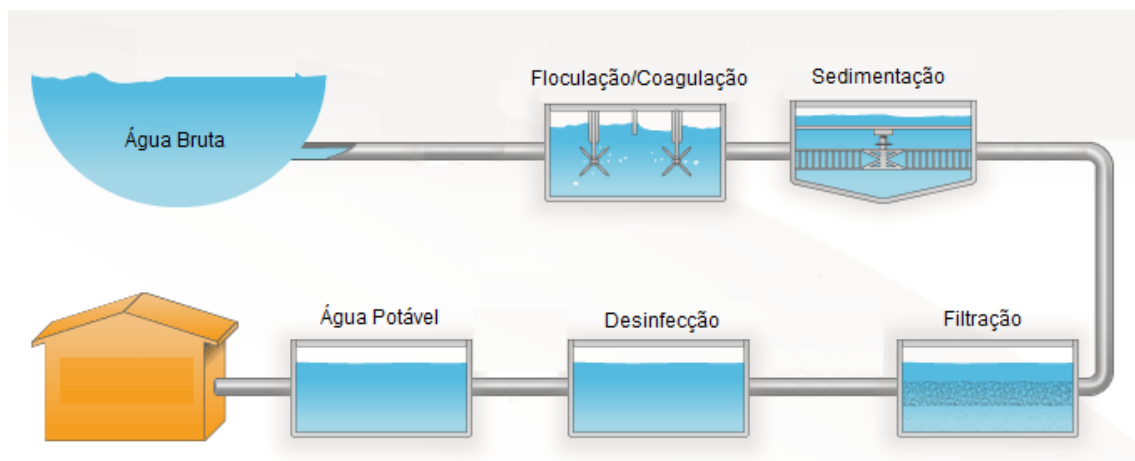 Água Bruta
Floculação/Coagulação
Sedimentação
Água Potável
Desinfecção
Filtração